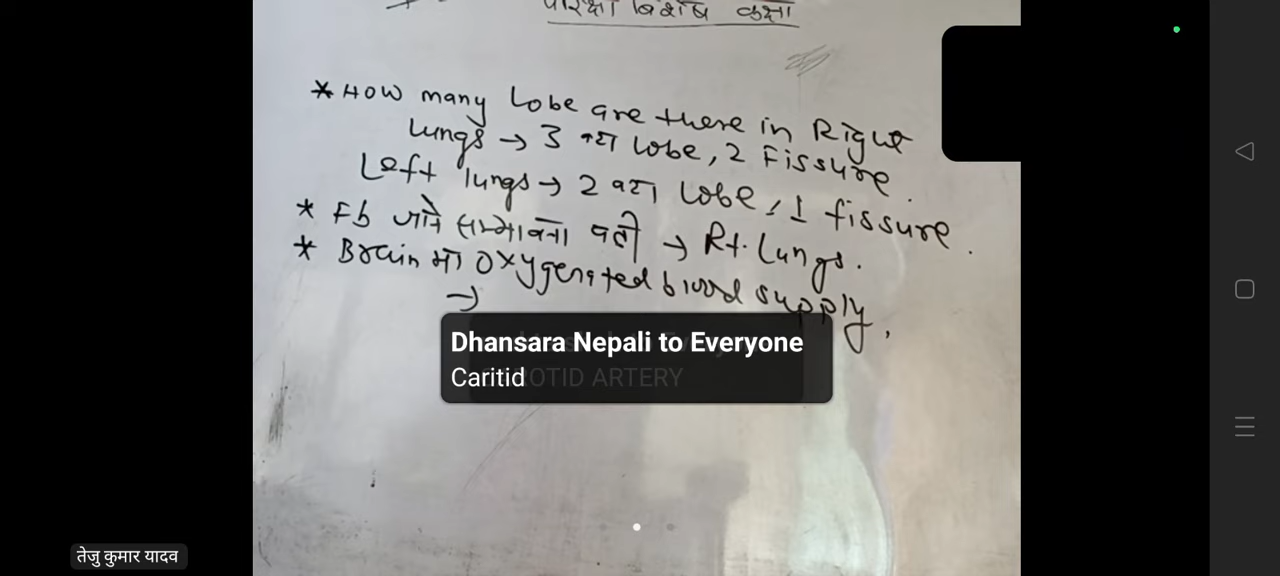 परिक्षा विशेष कक्षा
* How many Lobe are there in Right
Lungs → 3 वटा lobe, 2 Fissure.
Left lungs → 2 वटा Lobe, 1 fissure.
* Fb जाने सम्भावना बढी → Rt. Lungs.
* Brain मा oxygenated blood supply,
→
Dhansara Nepali to Everyone
Caritid
OTID ARTERY
तेजु कुमार यादव